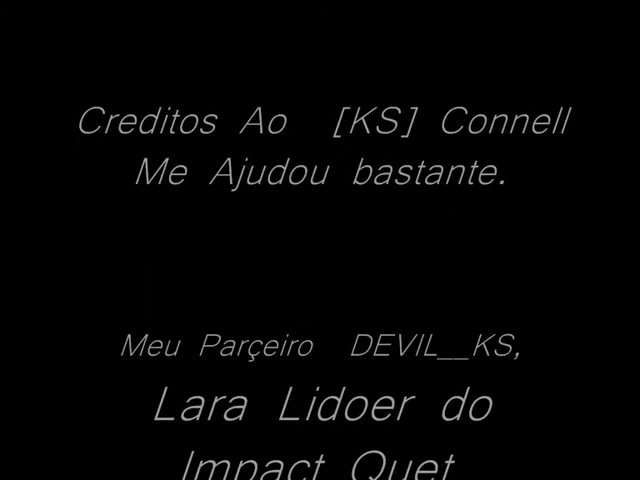 Creditos Ao [KS] Connell
Me Ajudou bastante.
Meu Parçeiro DEVIL__KS,
Lara Lidoer do
Impact Quet